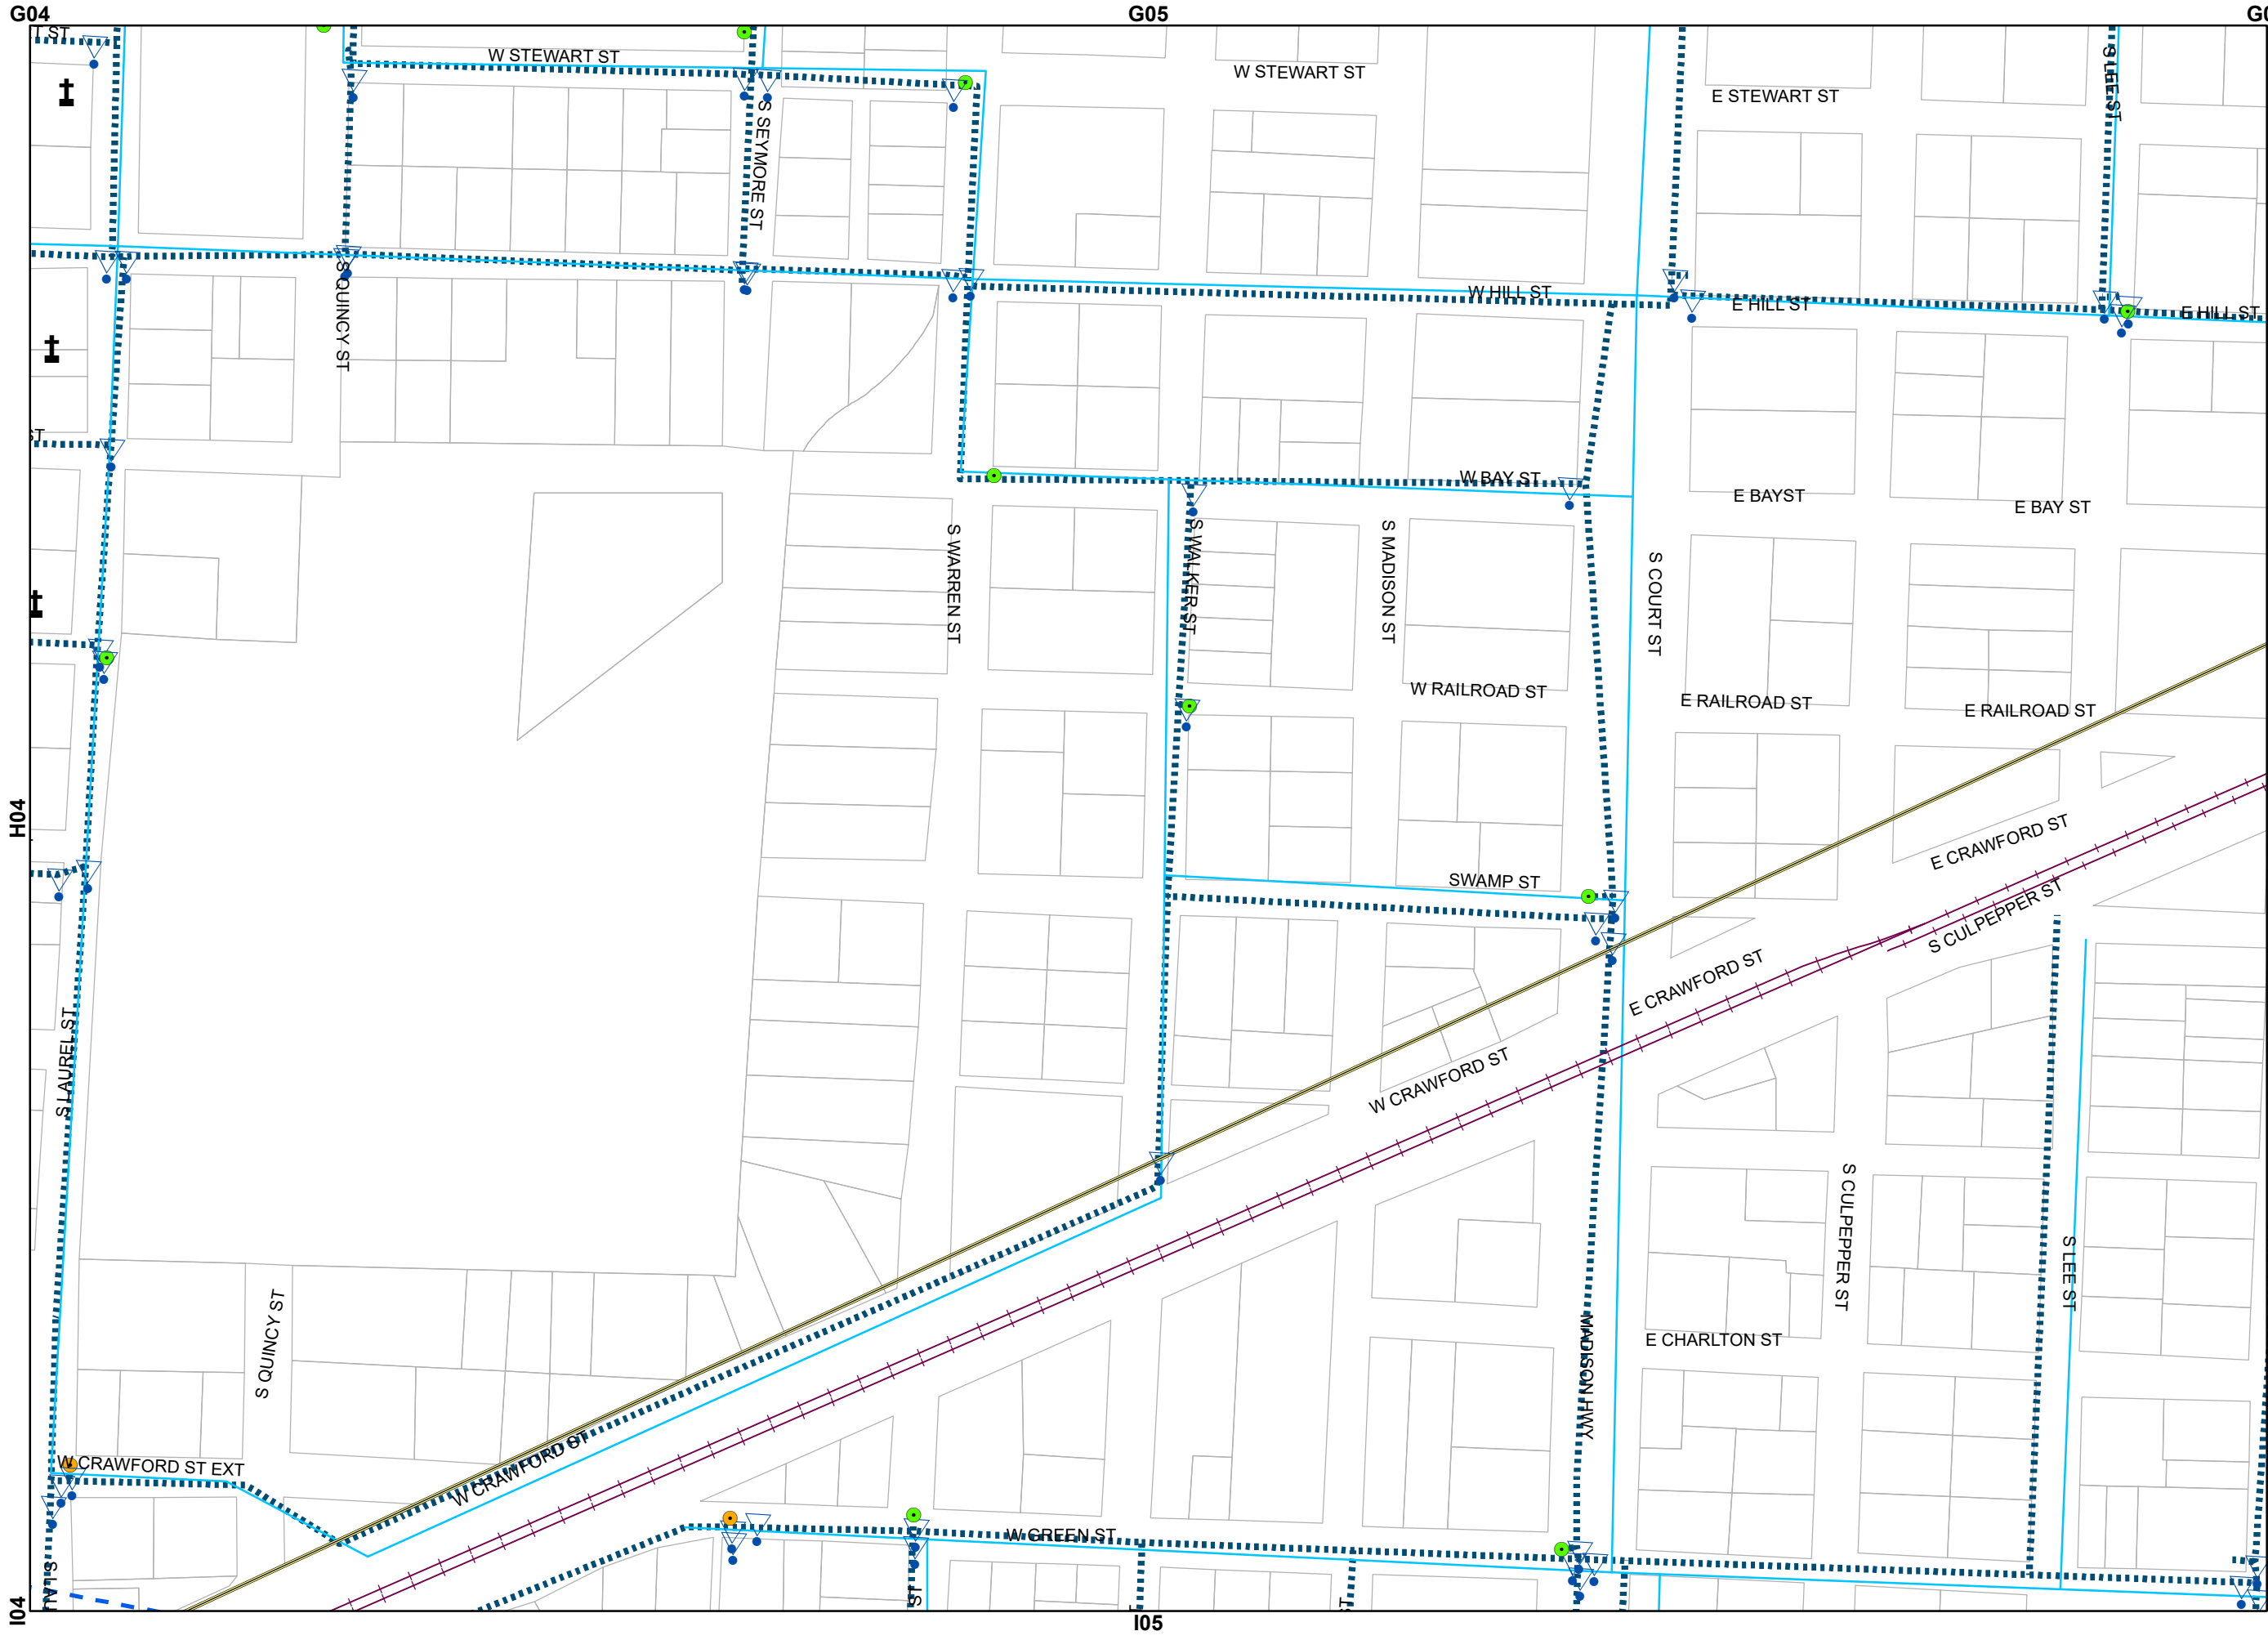 G04
G05
W STEWART ST
W STEWART ST
E STEWART ST
S LEE ST
S SEYMORE ST
S QUINCY ST
W HILL ST
E HILL ST
E HILL ST
W BAY ST
E BAYST
E BAY ST
S WARREN ST
S WALKER ST
S MADISON ST
S COURT ST
W RAILROAD ST
E RAILROAD ST
E RAILROAD ST
H04
E CRAWFORD ST
SWAMP ST
S CULPEPPER ST
E CRAWFORD ST
S LAUREL ST
W CRAWFORD ST
S CULPEPPER ST
S LEE ST
S QUINCY ST
MADISON HWY
E CHARLTON ST
W CRAWFORD ST
W CRAWFORD ST EXT
W GREEN ST
I04
I05